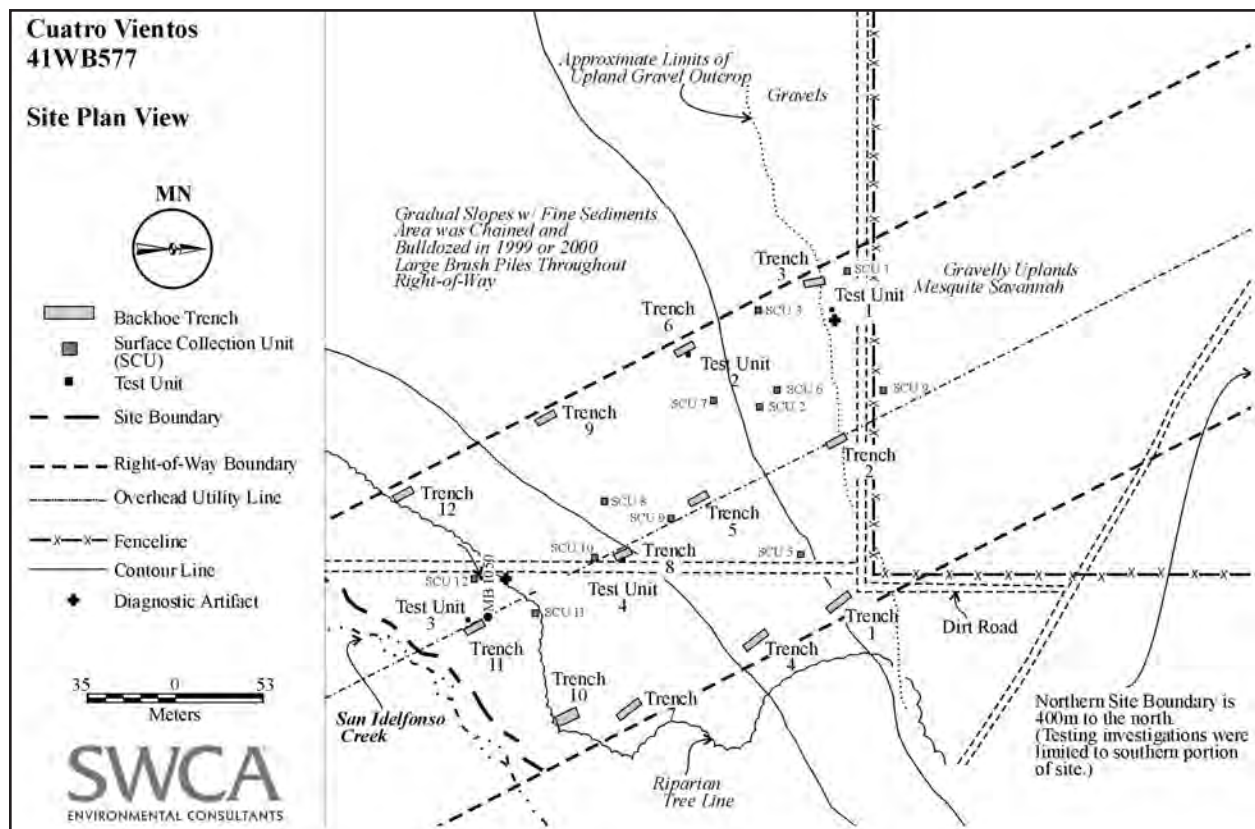 Cuatro Vientos
41WB577
Site Plan View
MN
Backhoe Trench
Surface Collection Unit
(SCU)
Test Unit
Site Boundary
Right-of-Way Boundary
Overhead Utility Line
Fenceline
Contour Line
Diagnostic Artifact
35 0 53
Meters
SWCA
ENVIRONMENTAL CONSULTANTS
Approximate Limits of
Upland Gravel Outcrop
Gravels
Gradual Slopes w/ Fine Sediments
Area was Chained and
Bulldozed in 1999 or 2000
Large Brush Piles Throughout
Right-of-Way
Trench
3
SCU 1
Gravelly Uplands
Mesquite Savannah
Test Unit
1
SCU 3
Trench
6
Test Unit
2
SCU 6
SCU 7
SCU 2
Trench
9
Trench
2
Trench
12
SCU 8
SCU 9
Trench
5
SCU 10
Trench
8
SCU 5
Test Unit
4
SCU 12
MB 1050
SCU 11
Test Unit
3
Trench
11
Trench
1
Dirt Road
Trench
4
Trench
10
Trench
7
San Idelfonso
Creek
Riparian
Tree Line
Northern Site Boundary is
400m to the north.
(Testing investigations were
limited to southern portion
of site.)